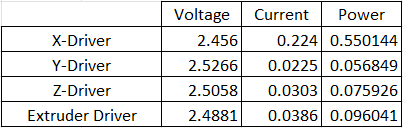 Voltage Current Power
X-Driver 2.456 0.224 0.550144
Y-Driver 2.5266 0.0225 0.056849
Z-Driver 2.5058 0.0303 0.075926
Extruder Driver 2.4881 0.0386 0.096041